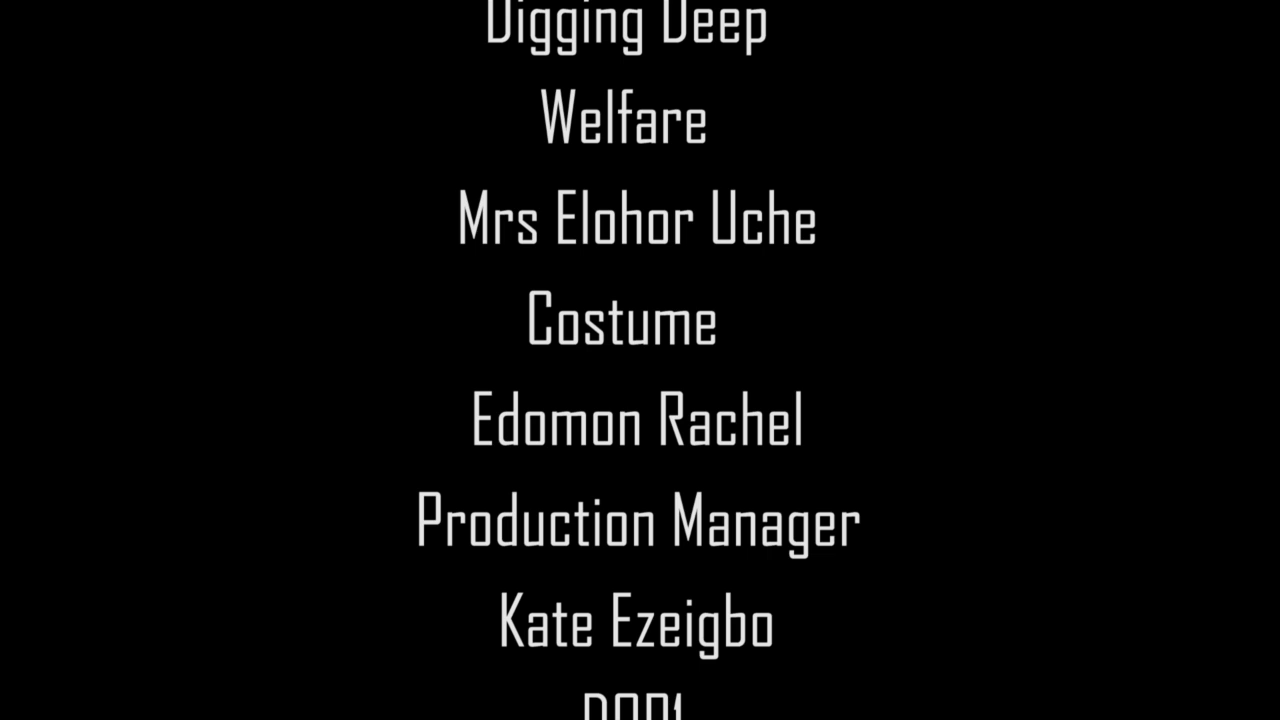 Digging Deep
Welfare
Mrs Elohor Uche
Costume
Edomon Rachel
Production Manager
Kate Ezeigbo